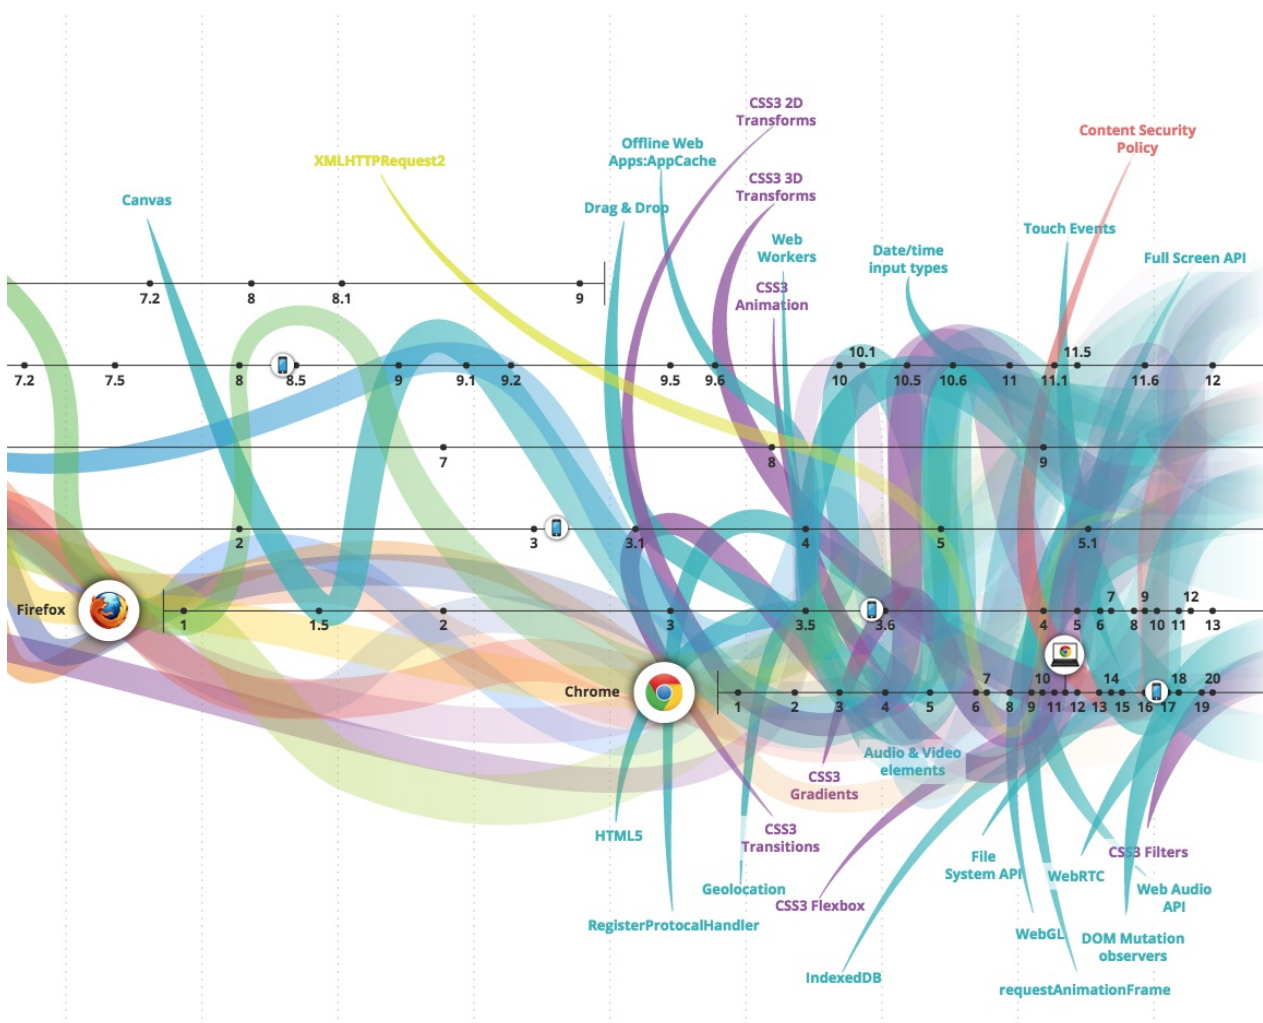 CSS3 2D
Transforms
Content Security
Policy
Offline Web
Apps:AppCache
XMLHTTPRequest2
CSS3 3D
Transforms
Canvas
Drag & Drop
Touch Events
Web
Workers
Date/time
input types
Full Screen API
CSS3
Animation
7.2 8 8.1 9
10.1 11.5
7.2 7.5 8 8.5 9 9.1 9.2 9.5 9.6 10 10.5 10.6 11 11.1 11.6 12
7 8 9
2 3 3.1 4 5 5.1
7 9 12
Firefox
1 1.5 2 3 3.5 3.6 4 5 6 8 10 11 13
7 10 14 18 20
Chrome
1 2 3 4 5 6 8 9 11 12 13 15 16 17 19
Audio & Video
elements
CSS3
Gradients
HTML5
CSS3
Transitions
File
System API
CSS3 Filters
WebRTC
Geolocation
Web Audio
API
CSS3 Flexbox
RegisterProtocalHandler
WebGL
DOM Mutation
observers
IndexedDB
requestAnimationFrame